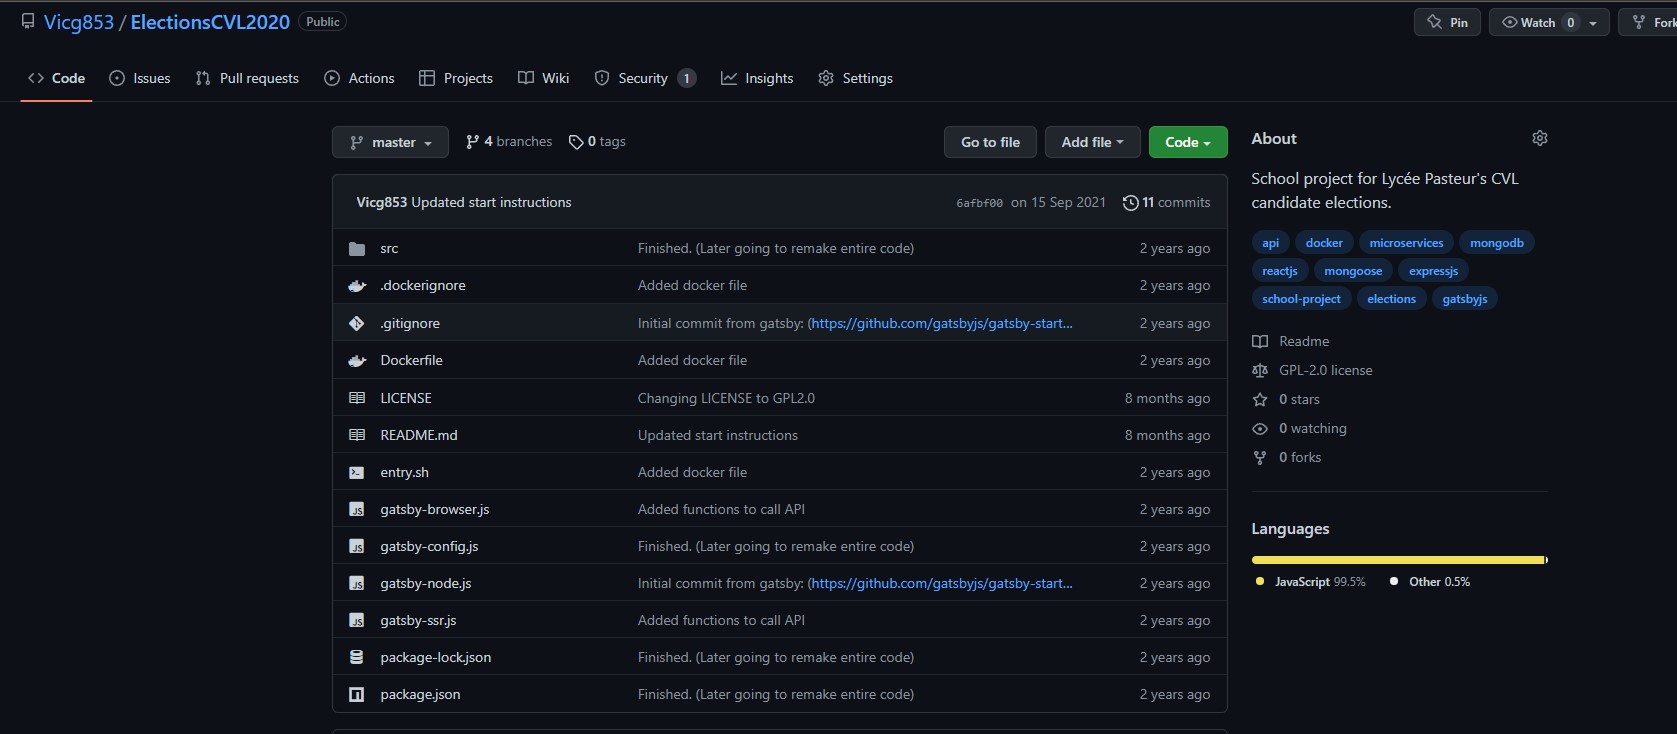 Vicg853 / ElectionsCVL2020 Public Pin Watch 0 Fork
Code Issues Pull requests Actions Projects Wiki Security 1 Insights Settings
master 4 branches 0 tags Go to file Add file Code
Vicg853 Updated start instructions 6afbf00 on 15 Sep 2021 11 commits
src Finished. (Later going to remake entire code) 2 years ago
.dockerignore Added docker file 2 years ago
.gitignore Initial commit from gatsby: (https://github.com/gatsbyjs/gatsby-start... 2 years ago
Dockerfile Added docker file 2 years ago
LICENSE Changing LICENSE to GPL2.0 8 months ago
README.md Updated start instructions 8 months ago
entry.sh Added docker file 2 years ago
gatsby-browser.js Added functions to call API 2 years ago
gatsby-config.js Finished. (Later going to remake entire code) 2 years ago
gatsby-node.js Initial commit from gatsby: (https://github.com/gatsbyjs/gatsby-start... 2 years ago
gatsby-ssr.js Added functions to call API 2 years ago
package-lock.json Finished. (Later going to remake entire code) 2 years ago
package.json Finished. (Later going to remake entire code) 2 years ago
About
School project for Lycée Pasteur's CVL
candidate elections.
api docker microservices mongodb
reactjs mongoose expressjs
school-project elections gatsbyjs
Readme
GPL-2.0 license
0 stars
0 watching
0 forks
Languages
JavaScript 99.5% Other 0.5%